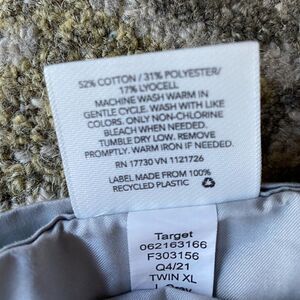 52% COTTON / 31% POLYESTER/
17% LYOCELL
MACHINE WASH WARM IN
GENTLE CYCLE. WASH WITH LIKE
COLORS. ONLY NON-CHLORINE
BLEACH WHEN NEEDED.
TUMBLE DRY LOW. REMOVE
PROMPTLY. WARM IRON IF NEEDED.
RN 17730 VN 1121726
LABEL MADE FROM 100%
RECYCLED PLASTIC
Target
062163166
F303156
Q4/21
TWIN XL